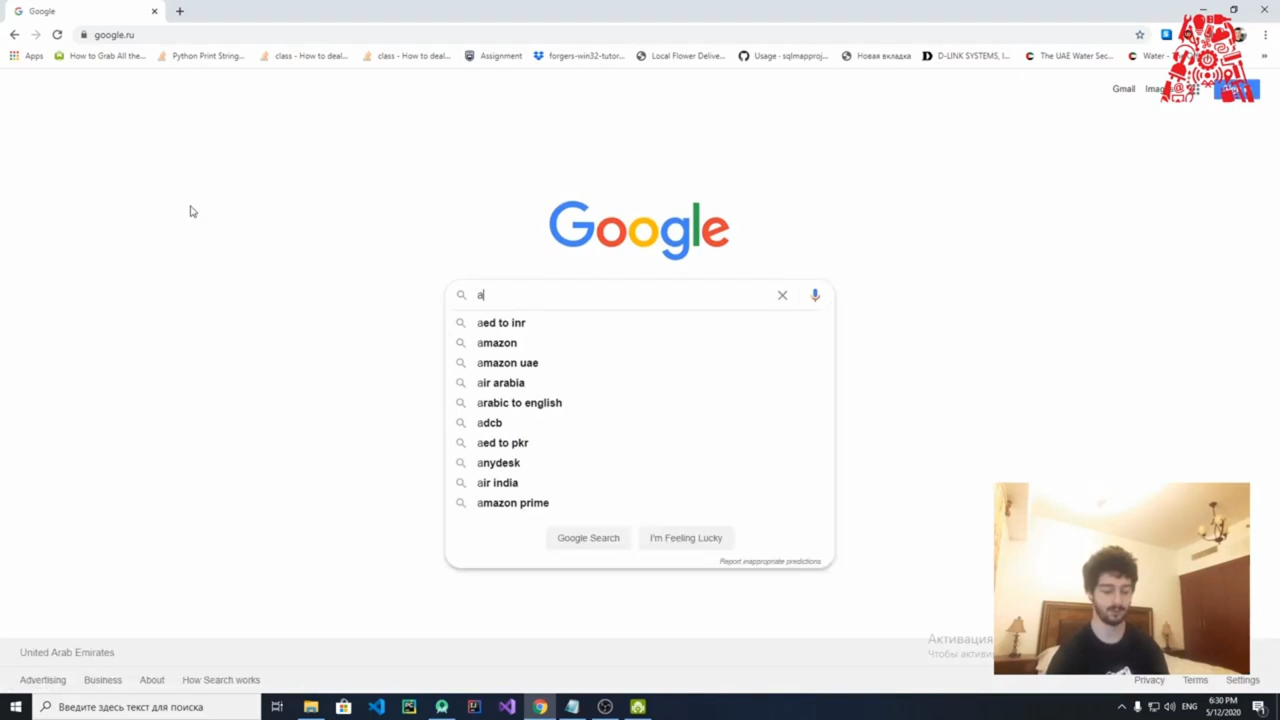 Google
google.ru
Apps
How to Grab All the...
Python Print String...
class - How to deal...
class - How to deal...
Assignment
forgers-win32-tutor...
Local Flower Delive...
Usage · sqlmapproj...
Новая вкладка
D-LINK SYSTEMS, I...
The UAE Water Sec...
Water -
Gmail
Google
a
aed to inr
amazon
amazon uae
air arabia
arabic to english
adcb
aed to pkr
anydesk
air india
amazon prime
Google Search
I'm Feeling Lucky
Report inappropriate predictions
United Arab Emirates
Активация
Чтобы
Advertising
Business
About
How Search works
Privacy
Terms
Settings
Введите здесь текст для поиска
ENG
6:30 PM
5/12/2020
1